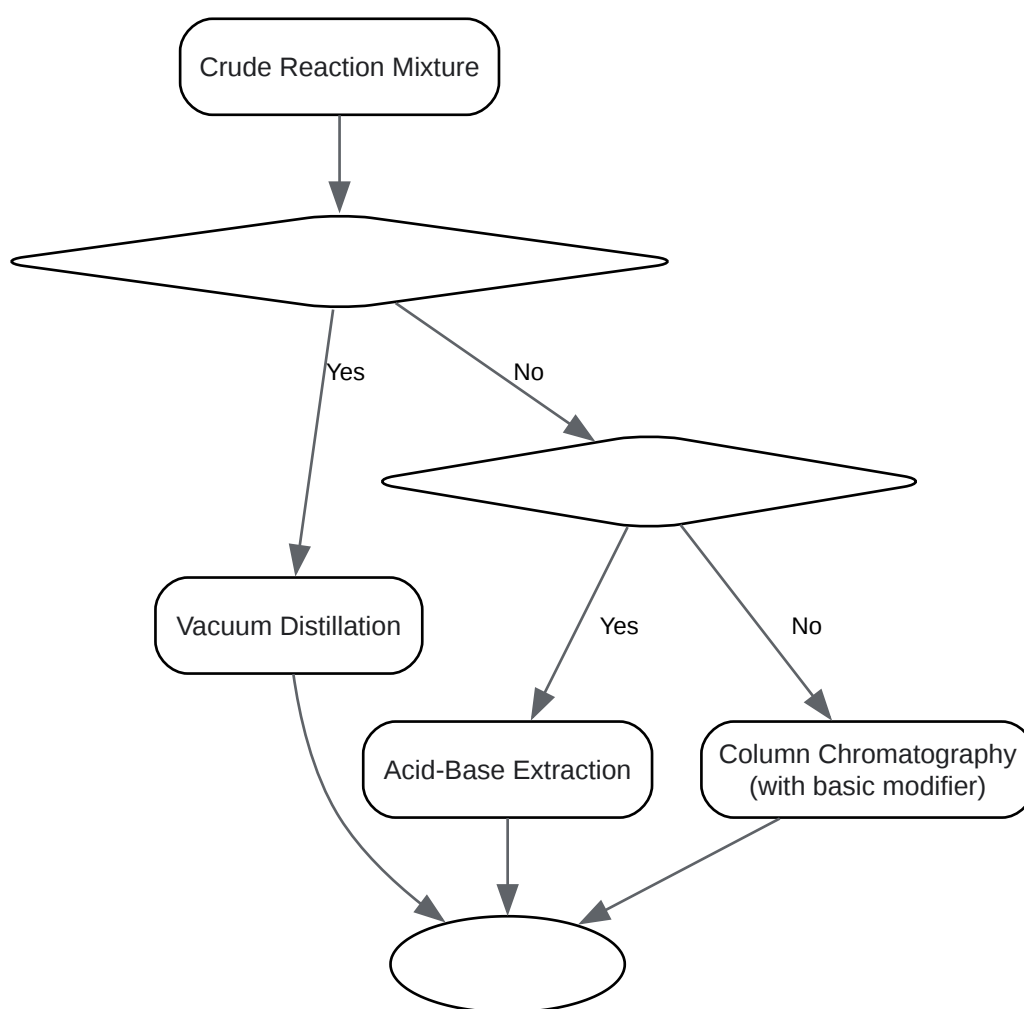 Crude Reaction Mixture
Yes
No
Vacuum Distillation
Yes
No
Acid-Base Extraction
Column Chromatography
(with basic modifier)